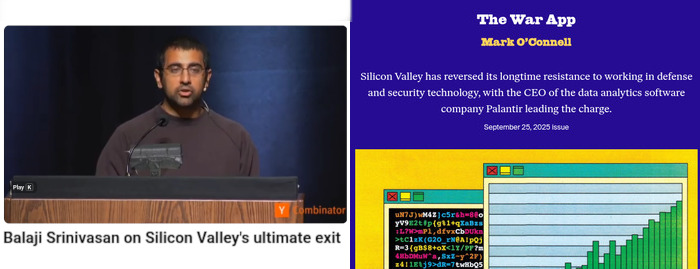 Play K
Y Combinator
Balaji Srinivasan on Silicon Valley's ultimate exit
The War App
Mark O'Connell
Silicon Valley has reversed its longtime resistance to working in defense
and security technology, with the CEO of the data analytics software
company Palantir leading the charge.
September 25, 2025 issue